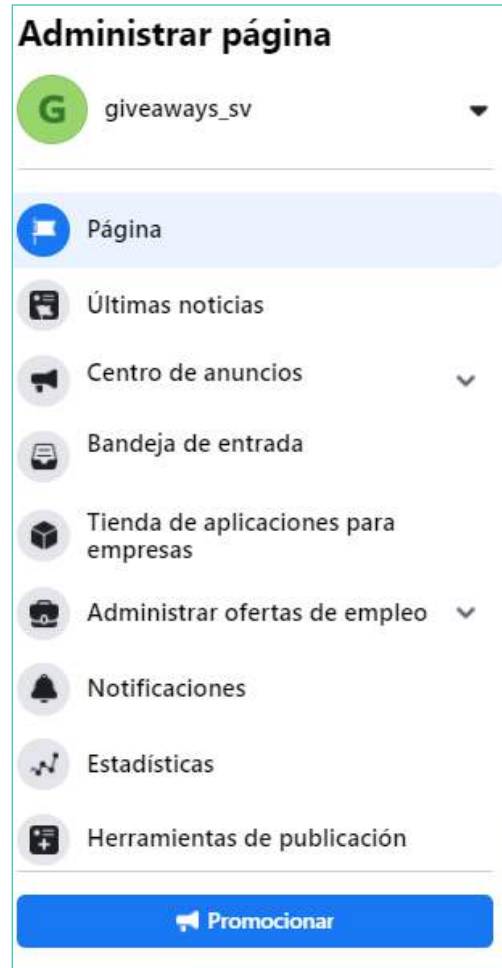 Administrar página
G
giveaways_sv
Página
Últimas noticias
Centro de anuncios
Bandeja de entrada
Tienda de aplicaciones para
empresas
Administrar ofertas de empleo
Notificaciones
Estadísticas
Herramientas de publicación
Promocionar